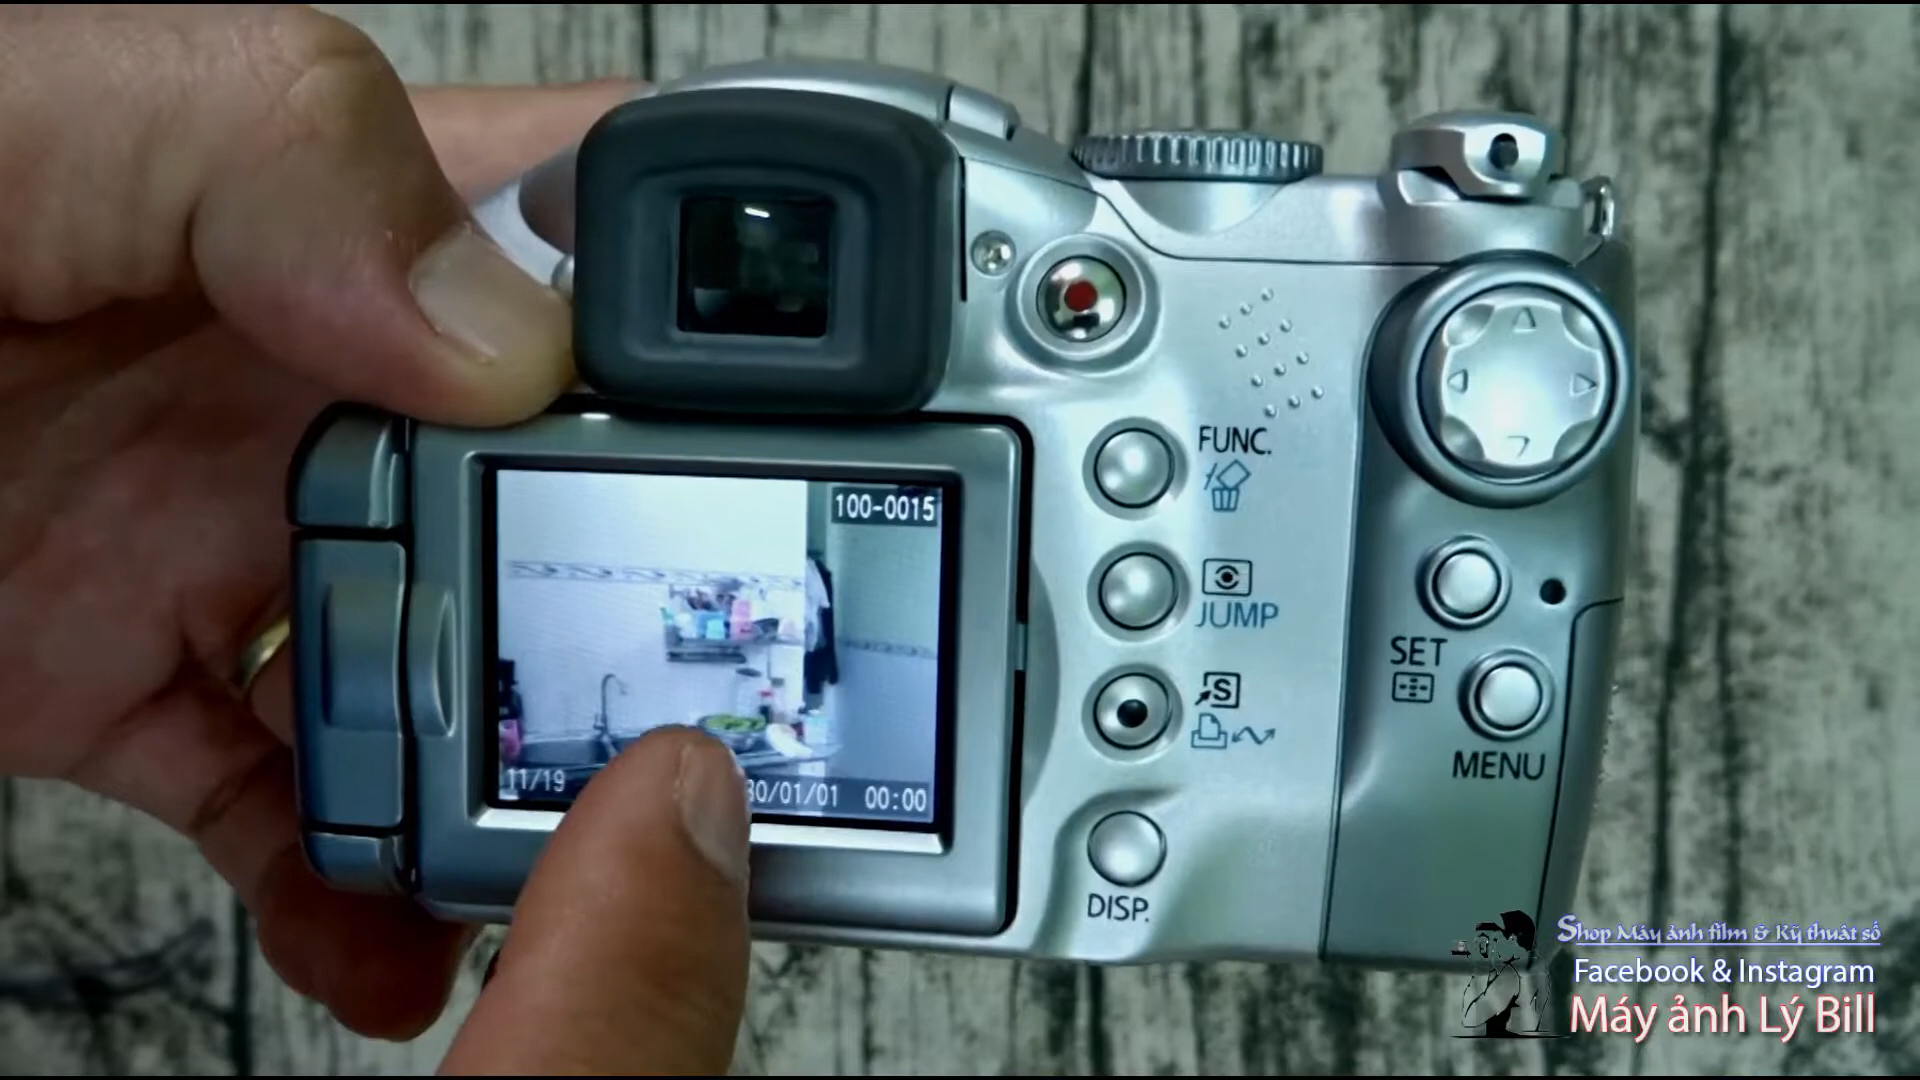 100-0015
11/19
30/01/01 00:00
FUNC.
JUMP
S
SET
MENU
DISP.
Shop Máy ảnh film & Kỹ thuât số
Facebook & Instagram
Máy ảnh Lý Bill